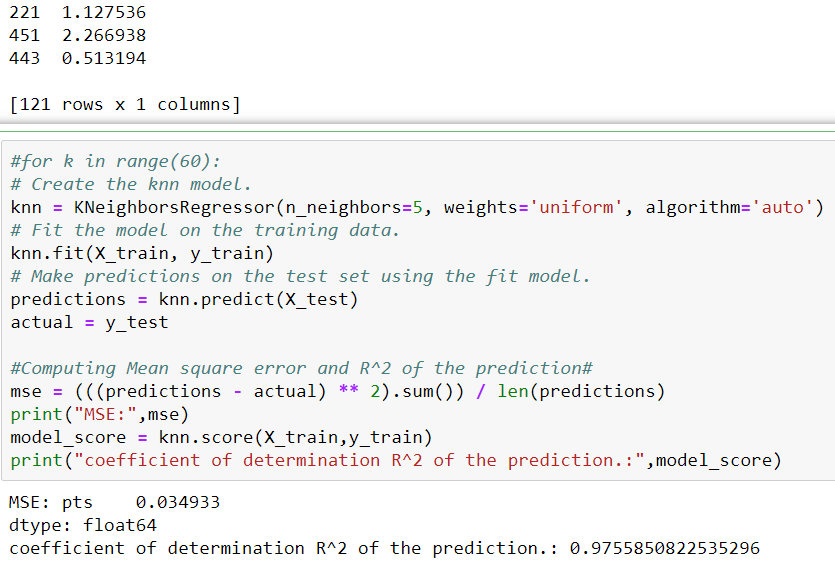 221 1.127536
451 2.266938
443 0.513194
[121 rows x 1 columns]
#for k in range(60):
# Create the knn model.
knn = KNeighborsRegressor(n_neighbors=5, weights='uniform', algorithm='auto')
# Fit the model on the training data.
knn.fit(X_train, y_train)
# Make predictions on the test set using the fit model.
predictions = knn.predict(X_test)
actual = y_test
#Computing Mean square error and R^2 of the prediction#
mse = (((predictions - actual) ** 2).sum()) / len(predictions)
print("MSE:",mse)
model_score = knn.score(X_train,y_train)
print("coefficient of determination R^2 of the prediction.:",model_score)
MSE: pts 0.034933
dtype: float64
coefficient of determination R^2 of the prediction.: 0.9755850822535296